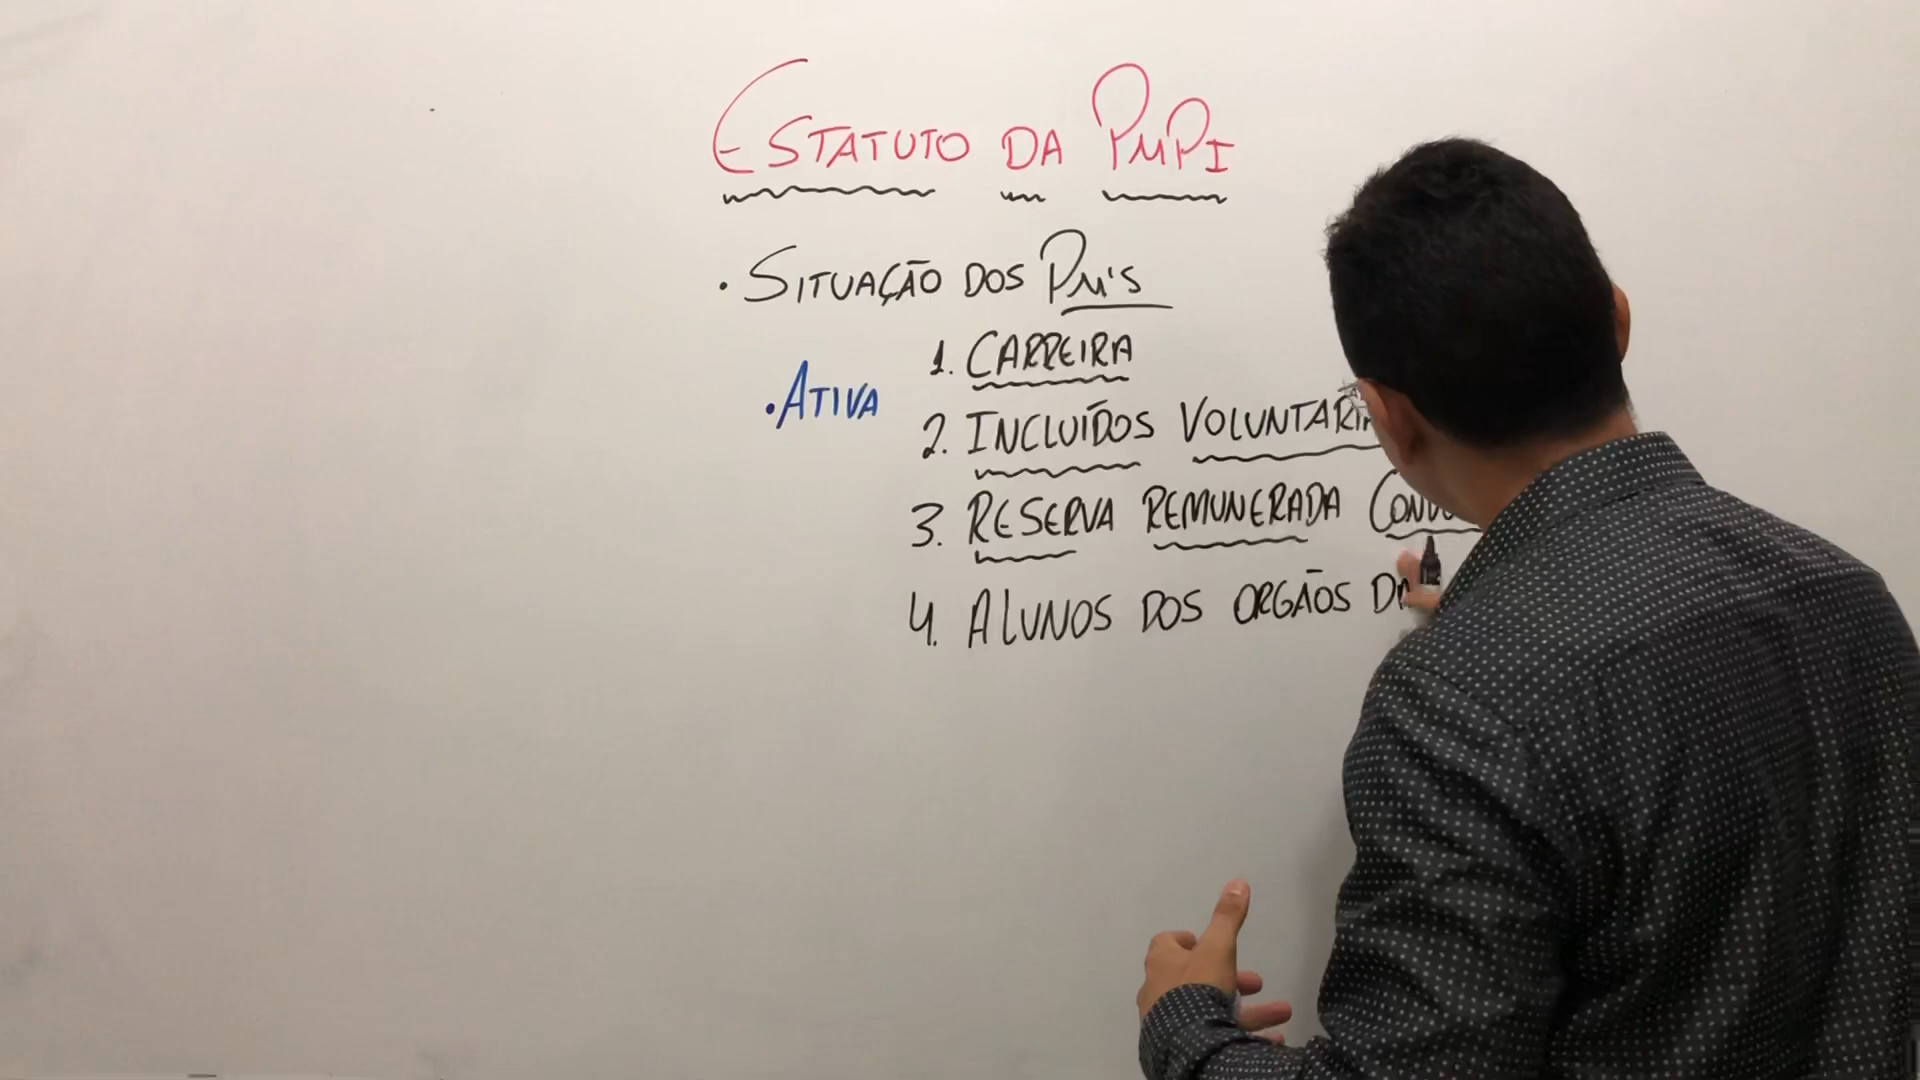 ESTATUTO DA PMPI
• SITUAÇÃO DOS PM'S
• ATIVA
1. CARREIRA
2. INCLUÍDOS
3. RESERVA REMUNERADA
4. ALUNOS DOS ORGÃOS